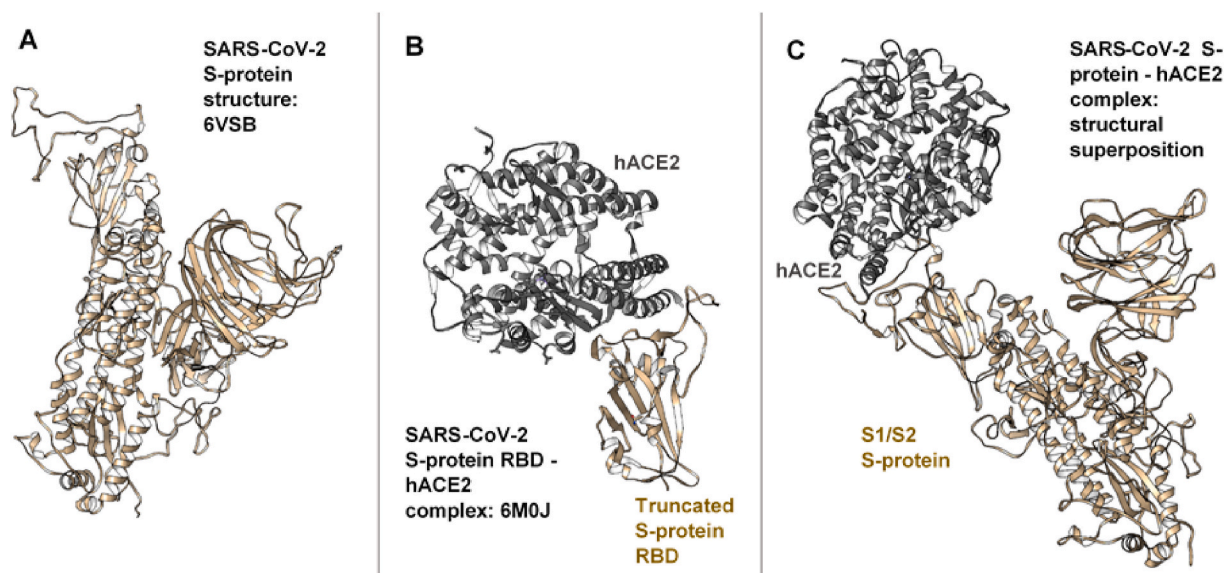 A
SARS-CoV-2
S-protein
structure:
6VSB
B
hACE2
SARS-CoV-2
S-protein RBD -
hACE2
complex: 6M0J
Truncated
S-protein
RBD
C
SARS-CoV-2 S-
protein - hACE2
complex:
structural
superposition
hACE2
S1/S2
S-protein